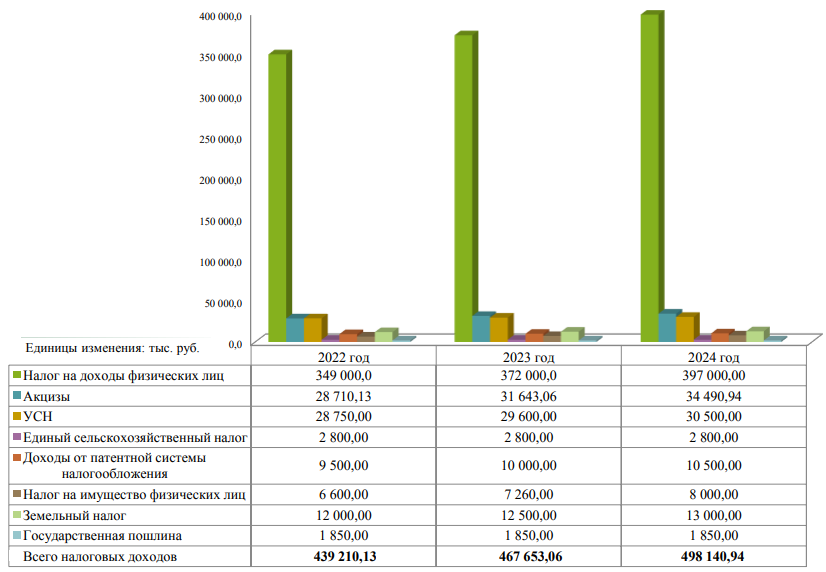 400 000,0
350 000,0
300 000,0
250 000,0
200 000,0
150 000,0
100 000,0
50 000,0
0,0
Единицы изменения: тыс. руб.
2022 год 2023 год 2024 год
Налог на доходы физических лиц 349 000,0 372 000,0 397 000,00
Акцизы 28 710,13 31 643,06 34 490,94
УСН 28 750,00 29 600,00 30 500,00
Единый сельскохозяйственный налог 2 800,00 2 800,00 2 800,00
Доходы от патентной системы
налогообложения 9 500,00 10 000,00 10 500,00
Налог на имущество физических лиц 6 600,00 7 260,00 8 000,00
Земельный налог 12 000,00 12 500,00 13 000,00
Государственная пошлина 1 850,00 1 850,00 1 850,00
Всего налоговых доходов 439 210,13 467 653,06 498 140,94